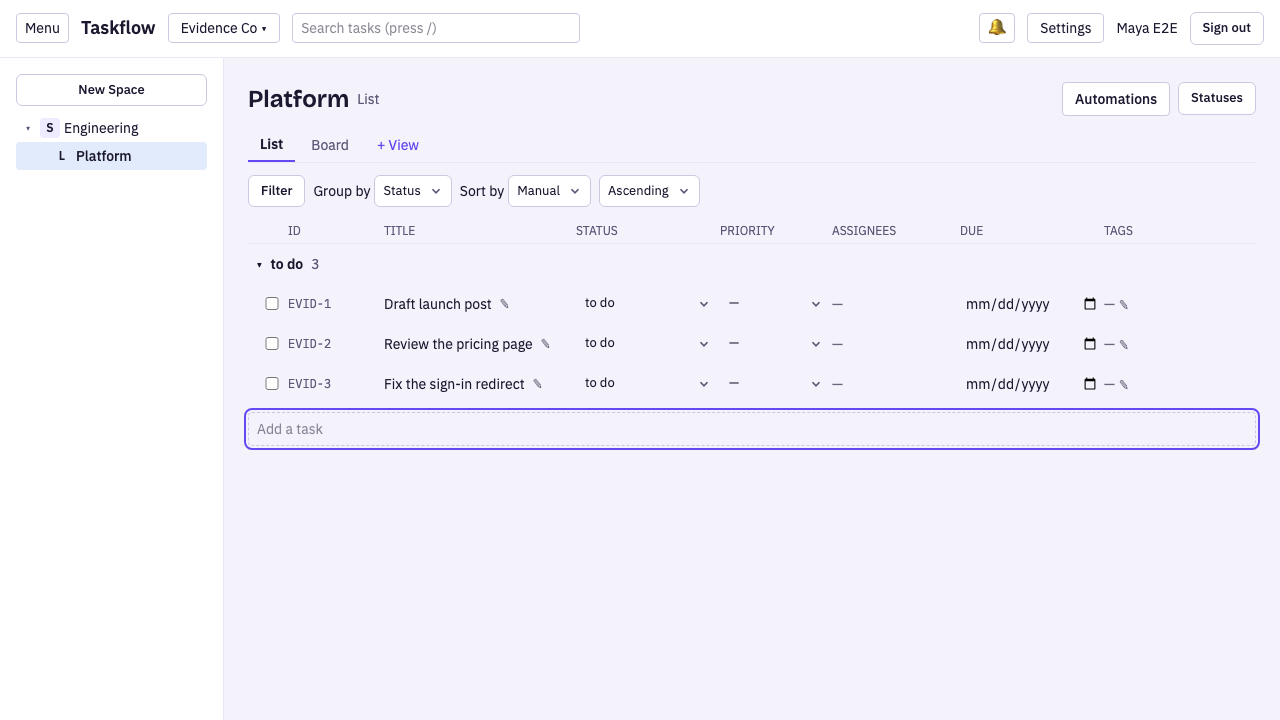 Menu Taskflow Evidence Co ▾ Search tasks (press /) Settings Maya E2E Sign out
New Space
▾ S Engineering
L Platform
Platform List Automations Statuses
List Board + View
Filter Group by Status Sort by Manual Ascending
ID TITLE STATUS PRIORITY ASSIGNEES DUE TAGS
▾ to do 3
EVID-1 Draft launch post ✎ to do — — mm/dd/yyyy — ✎
EVID-2 Review the pricing page ✎ to do — — mm/dd/yyyy — ✎
EVID-3 Fix the sign-in redirect ✎ to do — — mm/dd/yyyy — ✎
Add a task